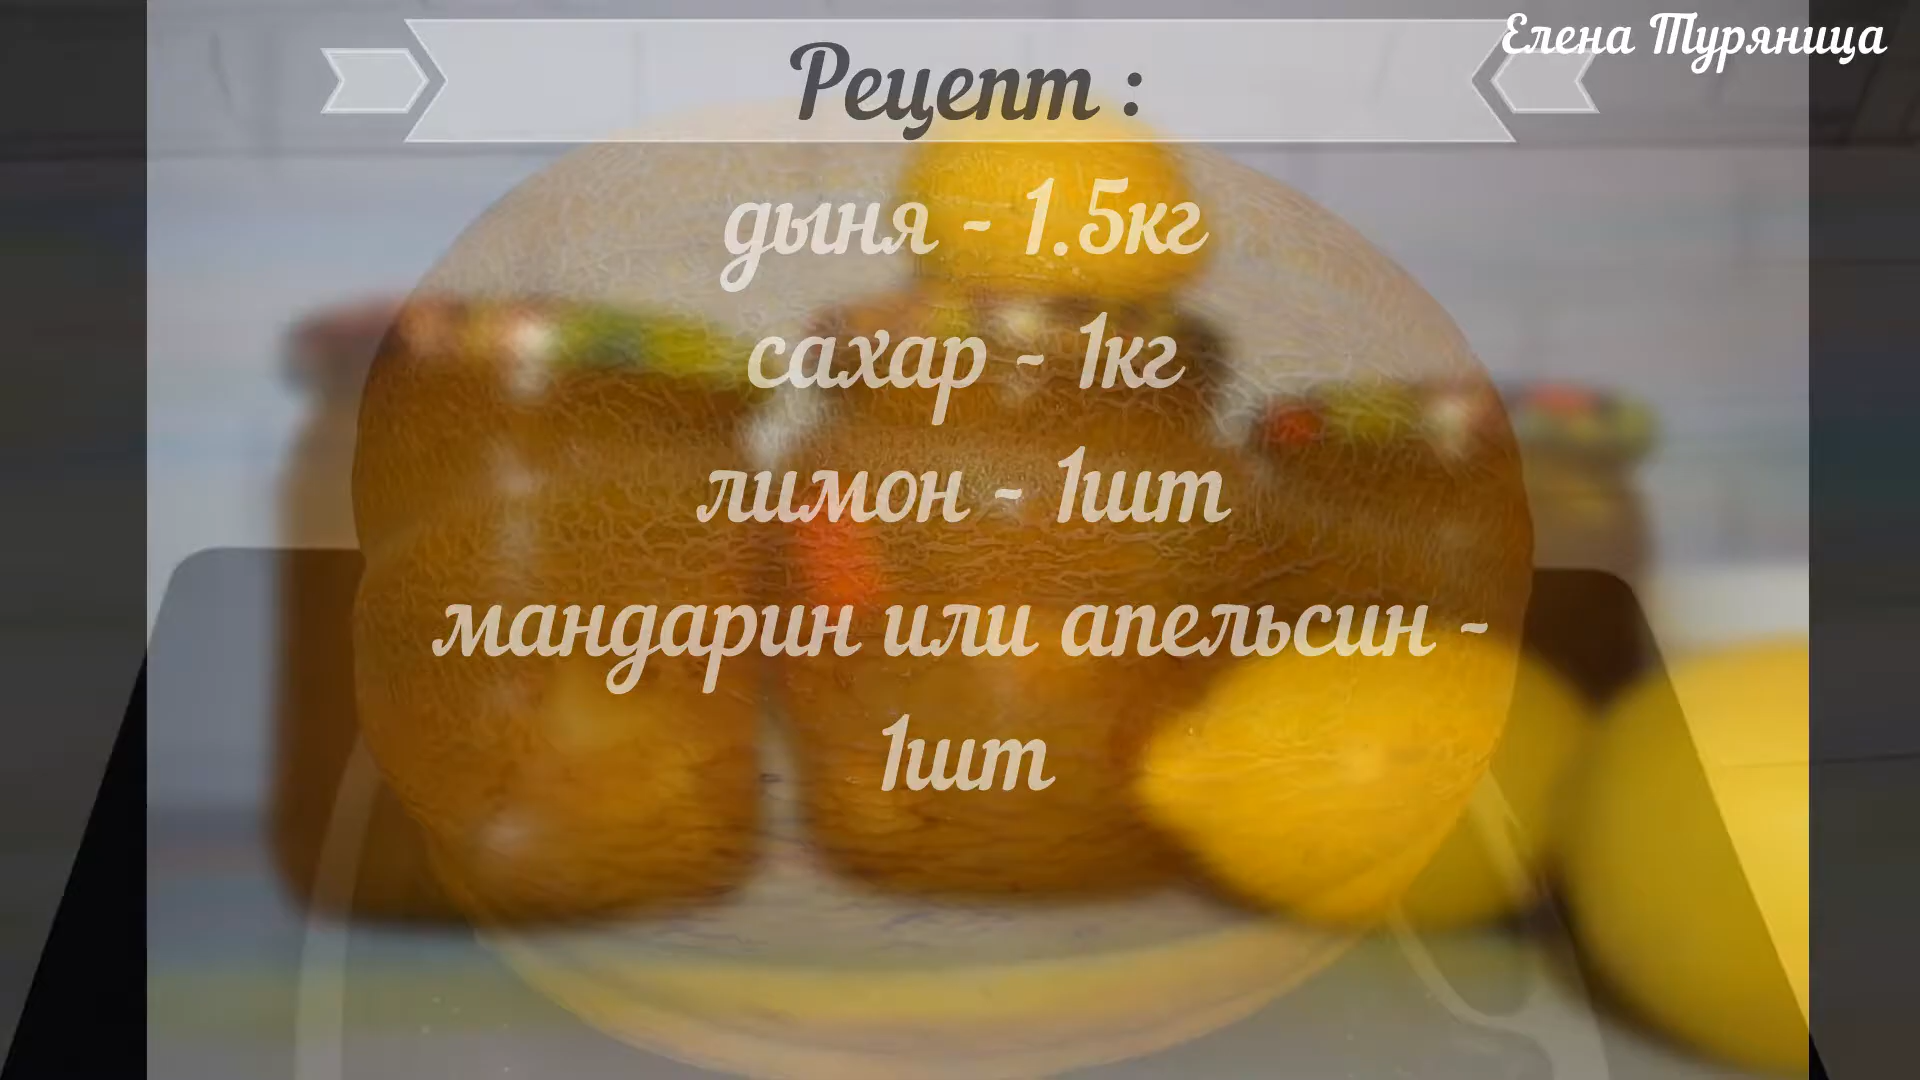 Елена Туряница
Рецепт :
дыня - 1.5кг
сахар - 1кг
лимон - 1шт
мандарин или апельсин -
1шт